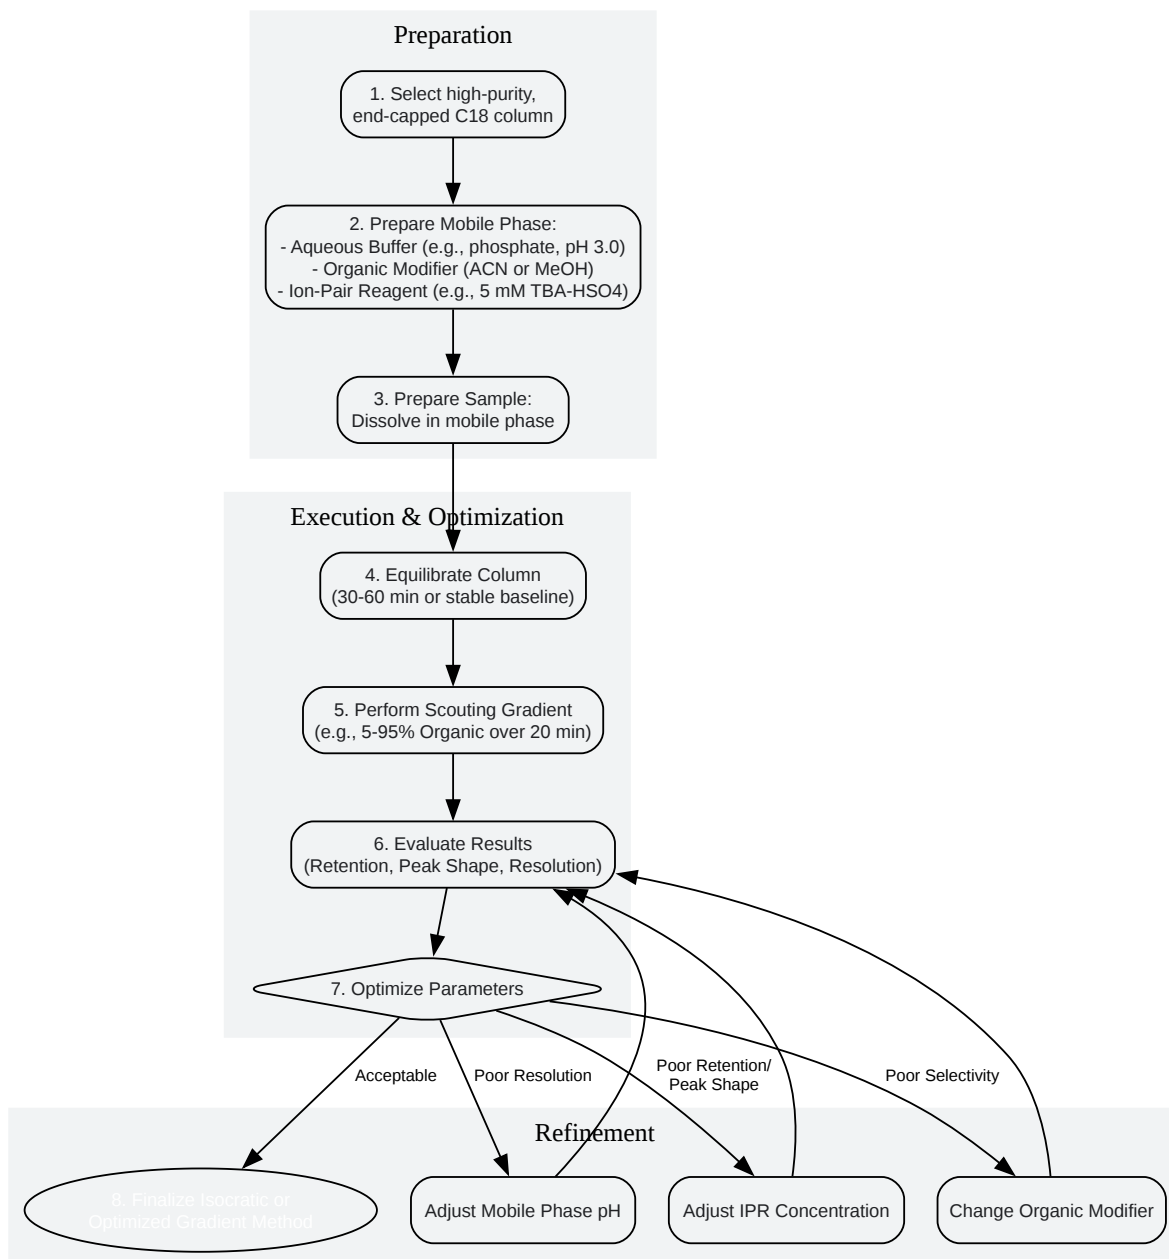 Preparation
1. Select high-purity,
end-capped C18 column
2. Prepare Mobile Phase:
- Aqueous Buffer (e.g., phosphate, pH 3.0)
- Organic Modifier (ACN or MeOH)
- Ion-Pair Reagent (e.g., 5 mM TBA-HSO4)
3. Prepare Sample:
Dissolve in mobile phase
Execution & Optimization
4. Equilibrate Column
(30-60 min or stable baseline)
5. Perform Scouting Gradient
(e.g., 5-95% Organic over 20 min)
6. Evaluate Results
(Retention, Peak Shape, Resolution)
7. Optimize Parameters
Acceptable
Poor Resolution
Poor Retention/
Peak Shape
Poor Selectivity
Refinement
8. Finalize Isocratic or
Optimized Gradient Method
Adjust Mobile Phase pH
Adjust IPR Concentration
Change Organic Modifier